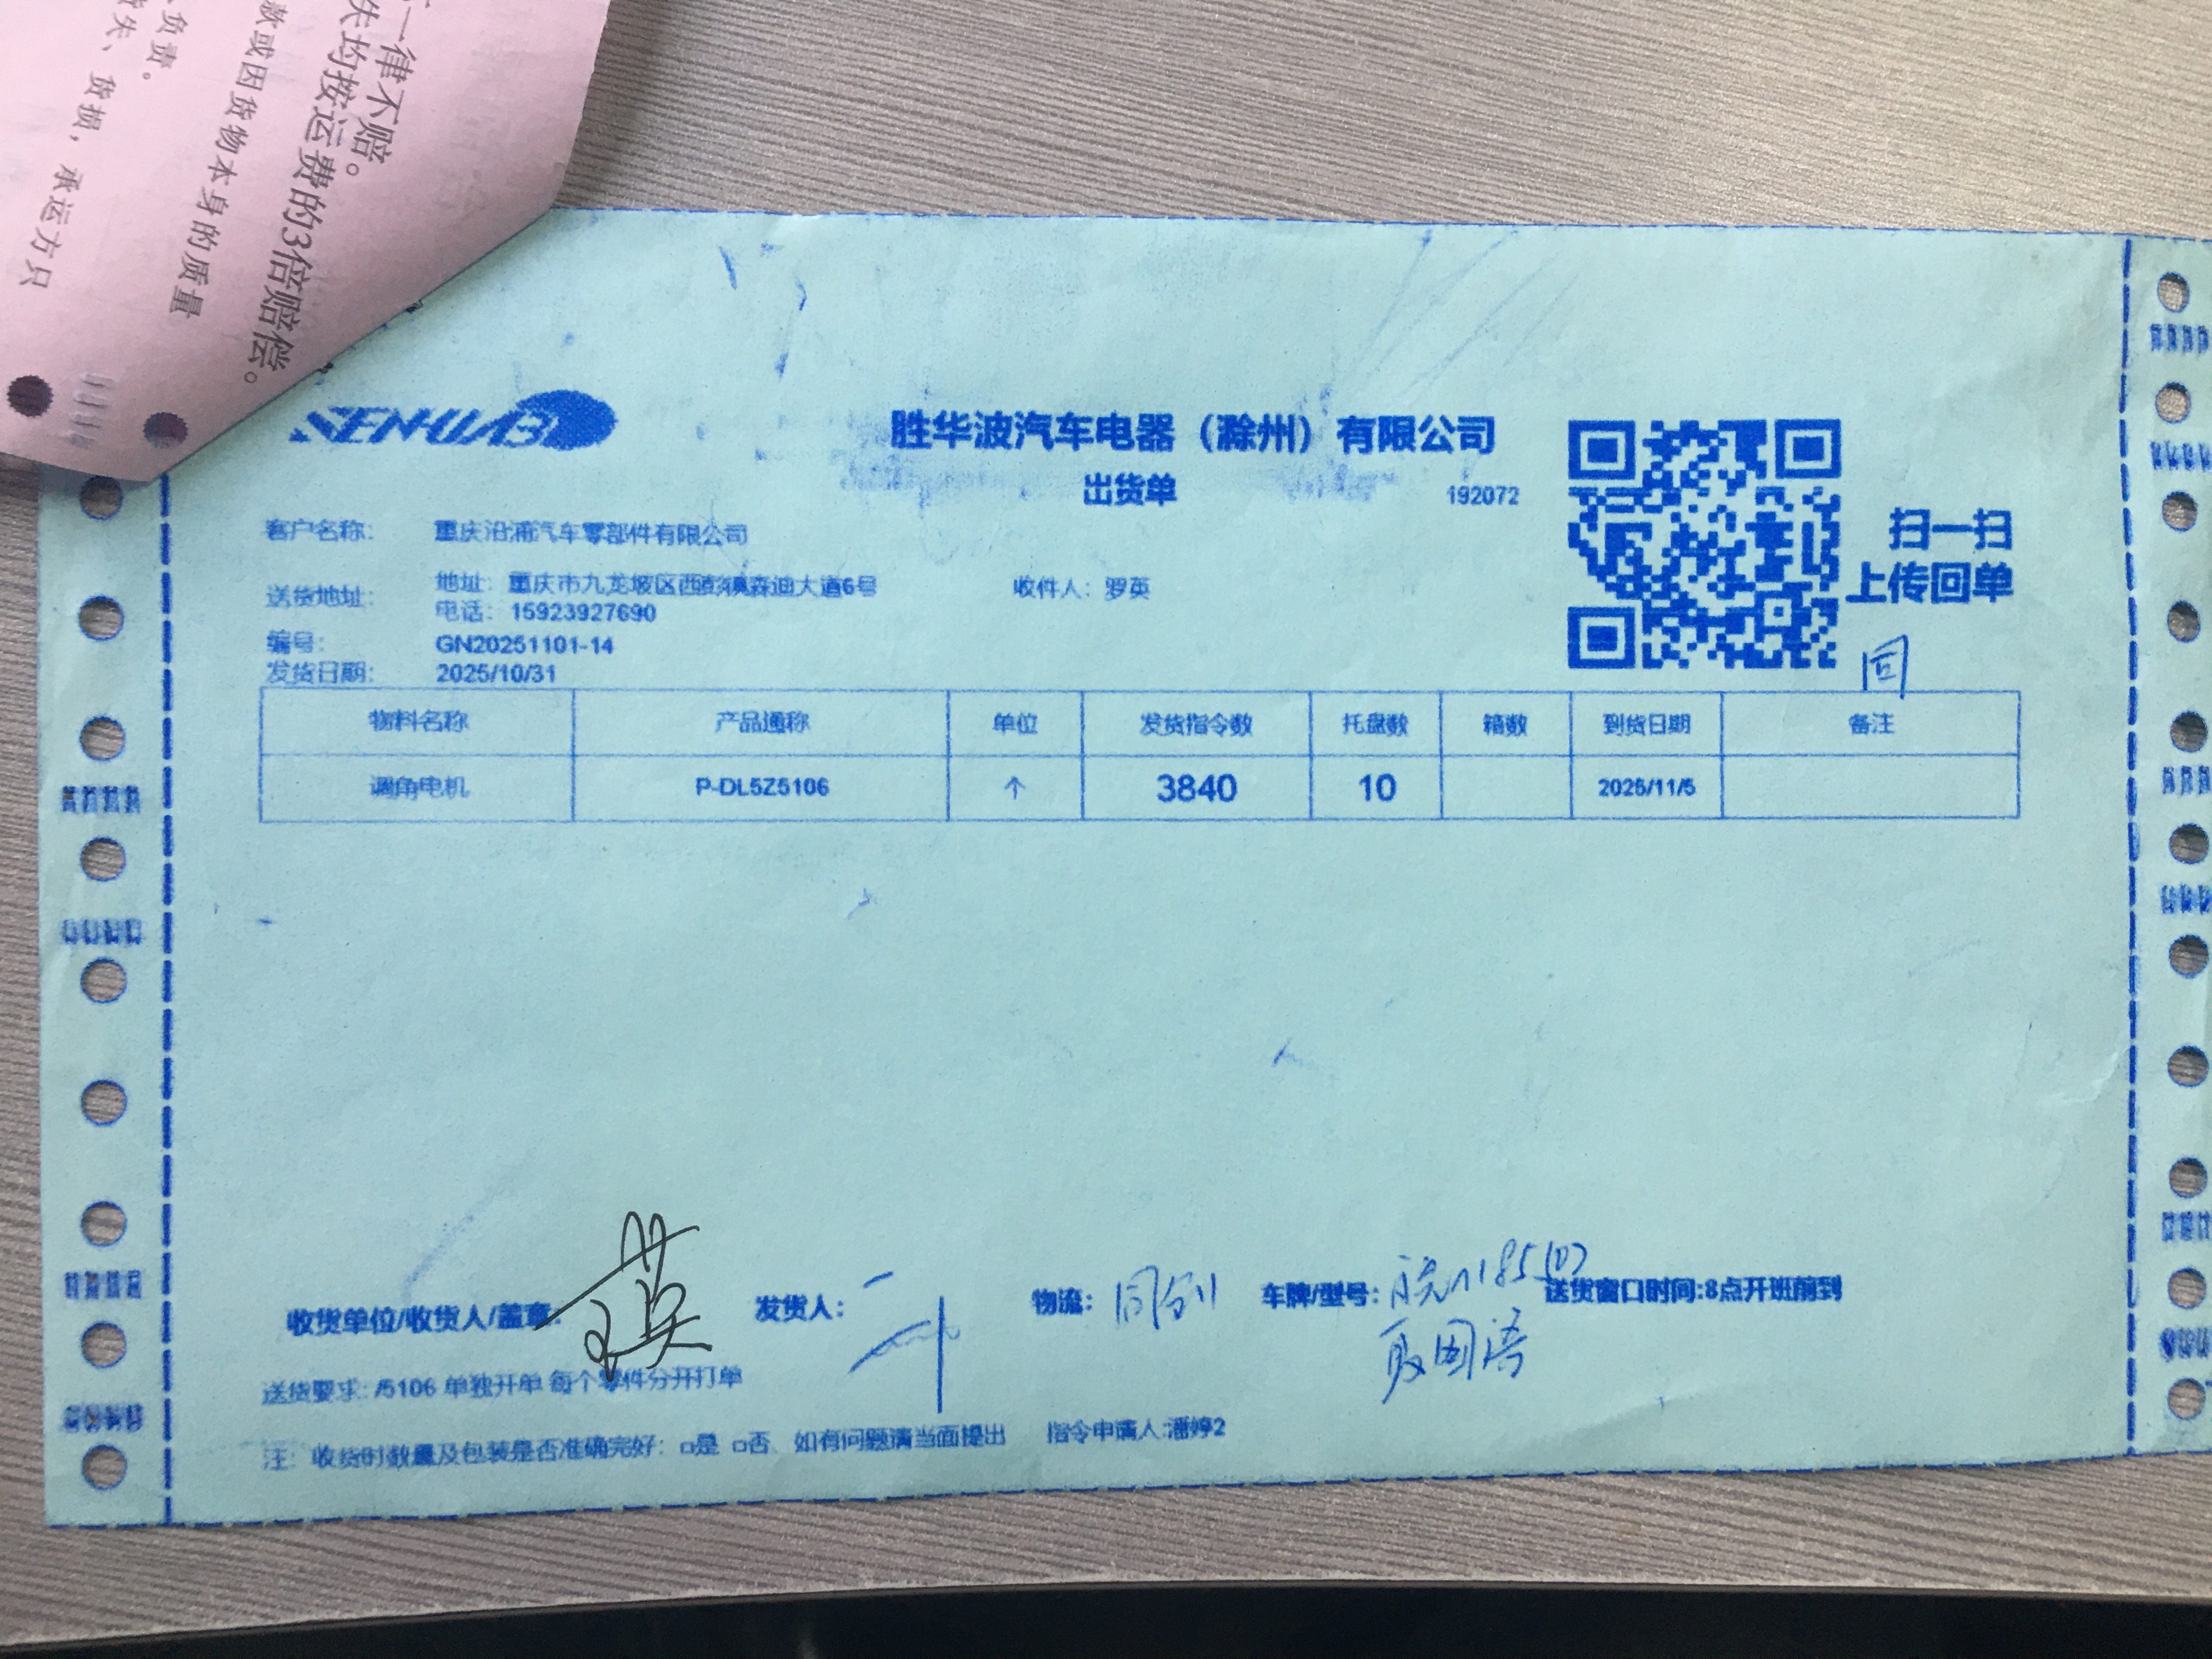 一律不赔。
失均按运费的3倍赔偿。
款或因货物本身的质量
负责。
失、货损，承运方只
SENHUAB
胜华波汽车电器（滁州）有限公司
出货单
192072
扫一扫
上传回单
回
客户名称： 重庆沿浦汽车零部件有限公司
送货地址： 地址：重庆市九龙坡区西彭镇森迪大道6号 收件人：罗英
电话：15923927690
编号： GN20251101-14
发货日期： 2025/10/31
物料名称 产品通称 单位 发货指令数 托盘数 箱数 到货日期 备注
调角电机 P-DL5Z5106 个 3840 10 2025/11/5
收货单位/收货人/盖章： 发货人： 物流：同创 车牌/型号： 送货窗口时间:8点开班前到
送货要求：/5106 单独开单 每个零件分开打单
注：收货时数量及包装是否准确完好：□是 □否 如有问题请当面提出 指令申请人:潘婷2